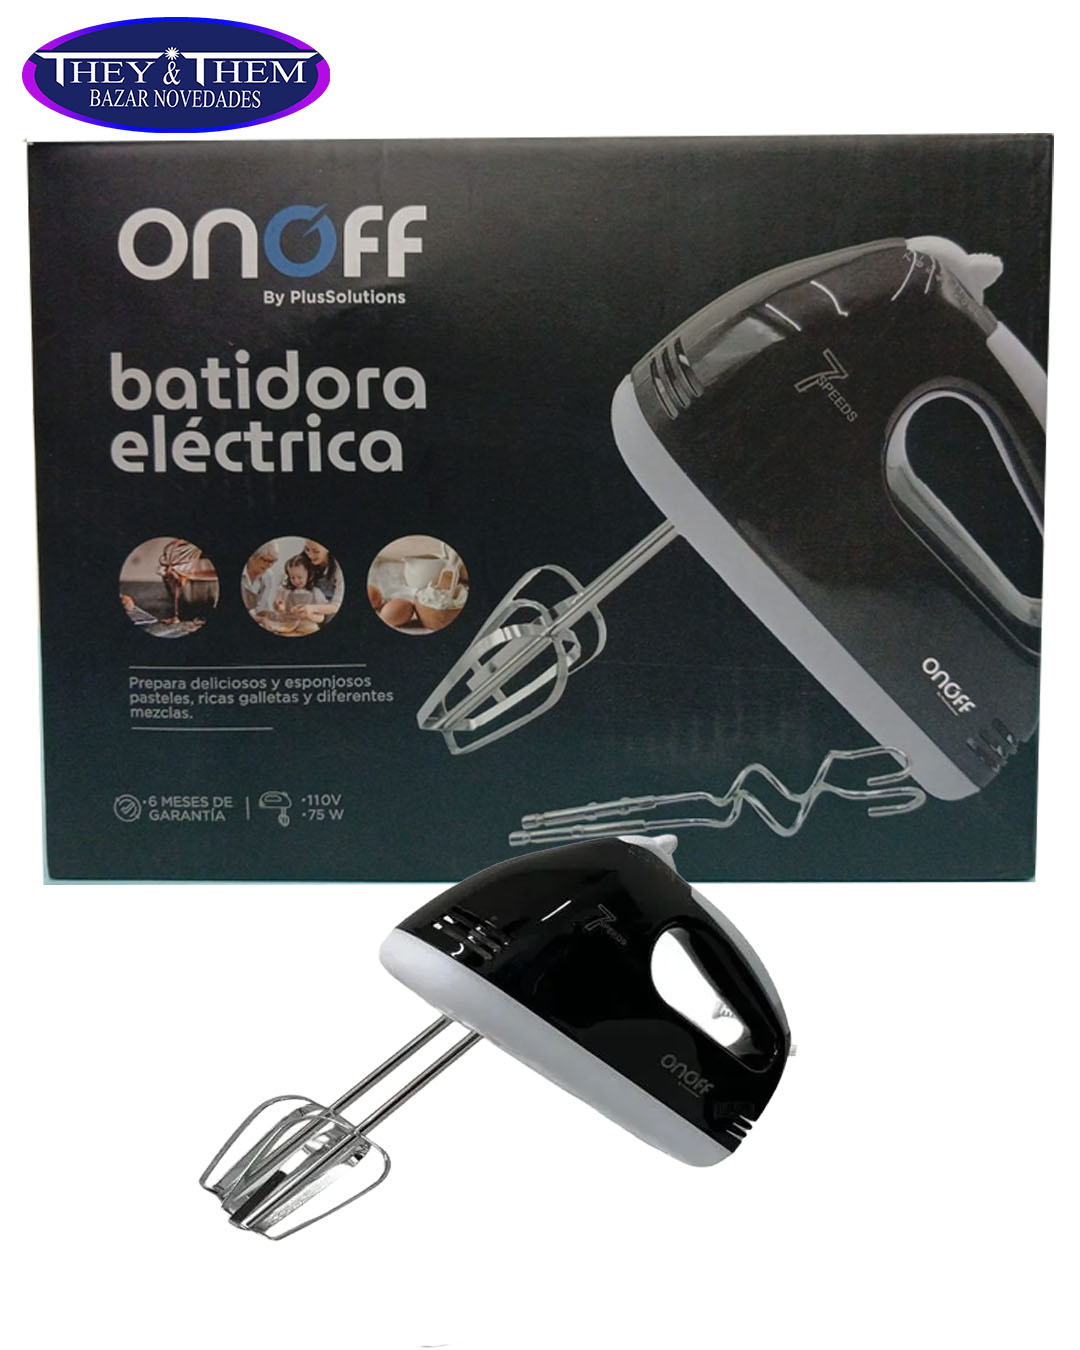 THEY & THEM
BAZAR NOVEDADES
ONOFF
By PlusSolutions
batidora
eléctrica
7
SPEEDS
Prepara deliciosos y esponjosos
pasteles, ricas galletas y diferentes
mezclas.
ONOFF
•6 MESES DE
GARANTÍA
•110V
•75 W
7
SPEEDS
ONOFF